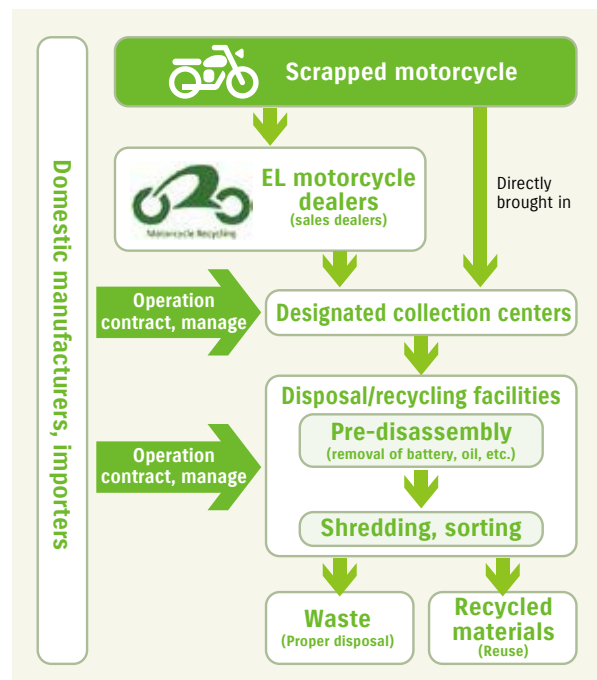 Scrapped motorcycle
EL motorcycle
dealers
(sales dealers)
Motorcycle Recycling
Directly
brought in
Domestic manufacturers, importers
Operation
contract, manage
Designated collection centers
Disposal/recycling facilities
Pre-disassembly
(removal of battery, oil, etc.)
Operation
contract, manage
Shredding, sorting
Waste
(Proper disposal)
Recycled
materials
(Reuse)